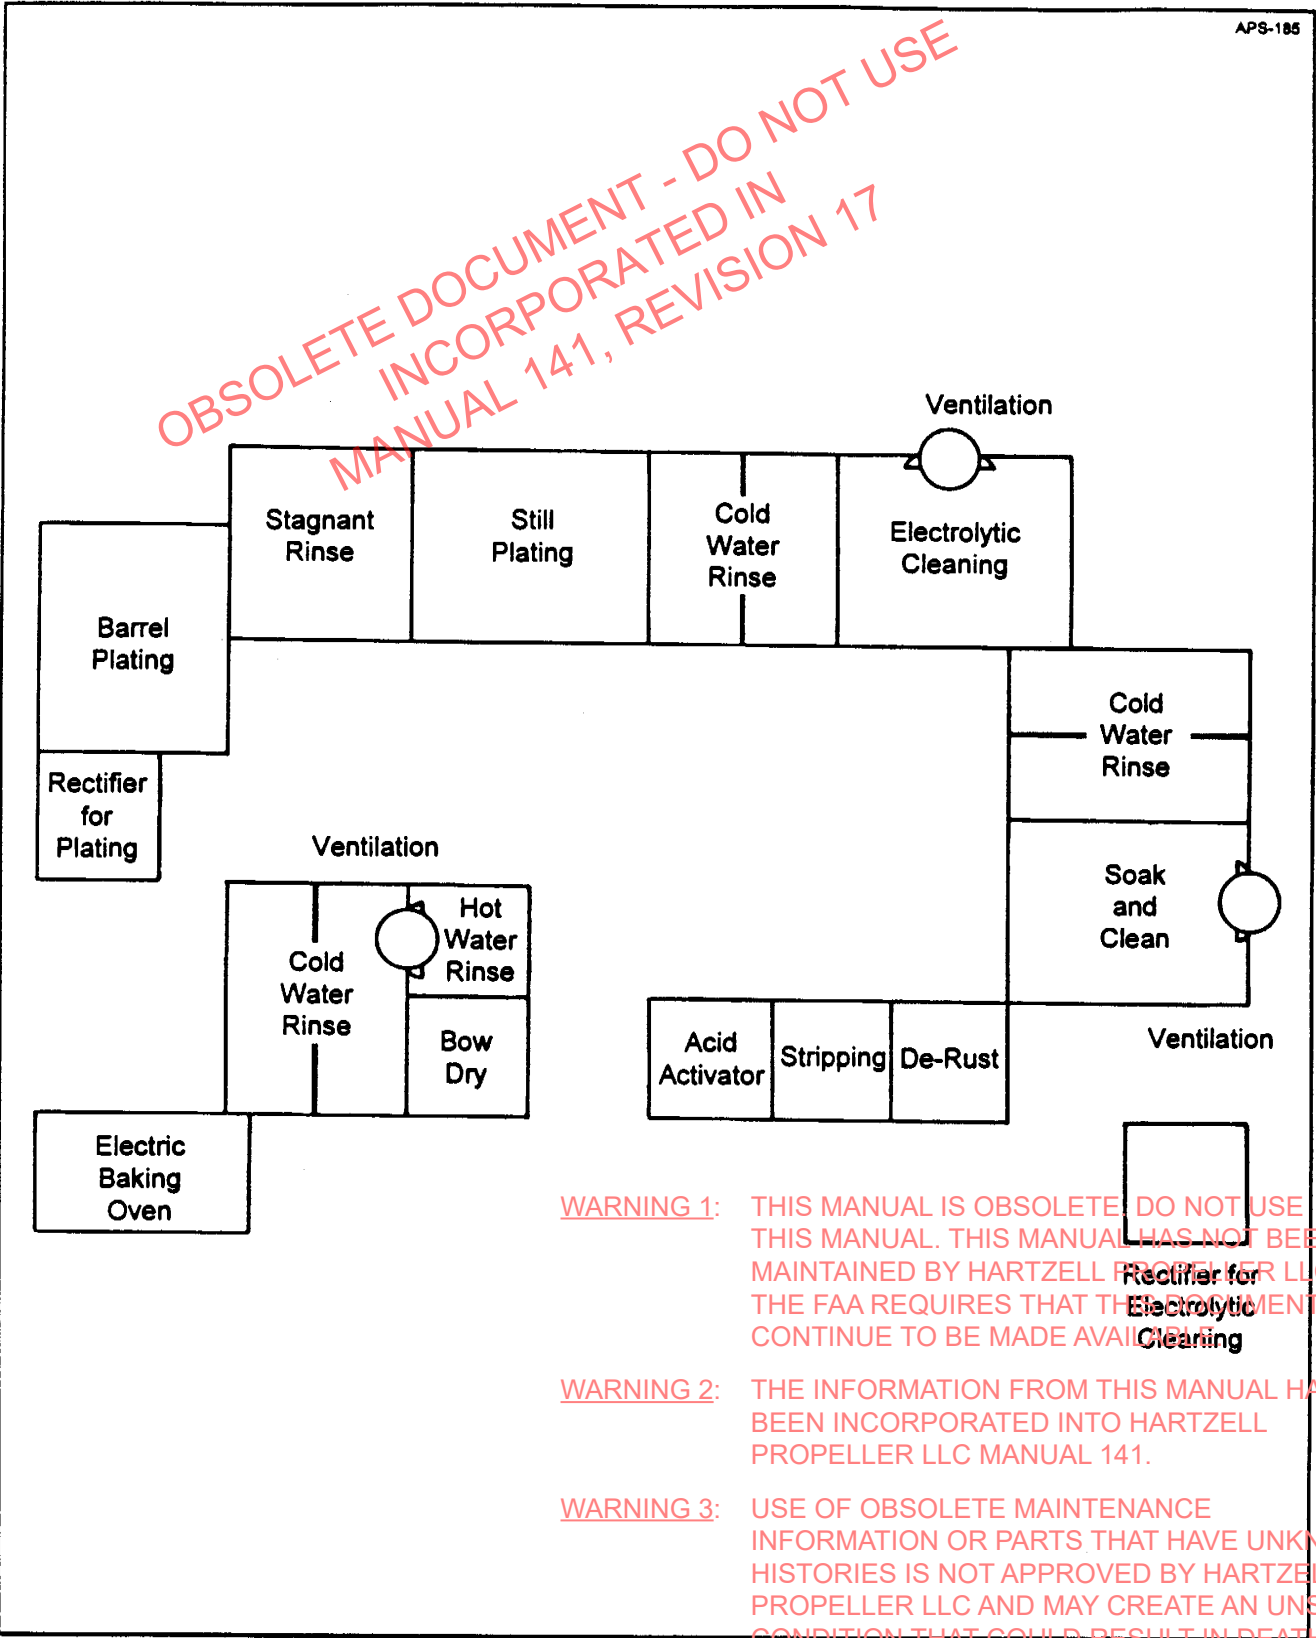 APS-185
OBSOLETE DOCUMENT - DO NOT USE
INCORPORATED IN
MANUAL 141, REVISION 17
Ventilation
Stagnant
Rinse
Still
Plating
Cold
Water
Rinse
Electrolytic
Cleaning
Barrel
Plating
Cold
Water
Rinse
Rectifier
for
Plating
Ventilation
Soak
and
Clean
Hot
Water
Rinse
Cold
Water
Rinse
Bow
Dry
Acid
Activator
Stripping
De-Rust
Ventilation
Electric
Baking
Oven
Rectifier for
Electrolytic
Cleaning
WARNING 1: THIS MANUAL IS OBSOLETE. DO NOT USE
THIS MANUAL. THIS MANUAL HAS NOT BEE
MAINTAINED BY HARTZELL PROPELLER LL
THE FAA REQUIRES THAT THIS DOCUMENT
CONTINUE TO BE MADE AVAILABLE.
WARNING 2: THE INFORMATION FROM THIS MANUAL HA
BEEN INCORPORATED INTO HARTZELL
PROPELLER LLC MANUAL 141.
WARNING 3: USE OF OBSOLETE MAINTENANCE
INFORMATION OR PARTS THAT HAVE UNKN
HISTORIES IS NOT APPROVED BY HARTZE
PROPELLER LLC AND MAY CREATE AN UNS
CONDITION THAT COULD RESULT IN DEAT